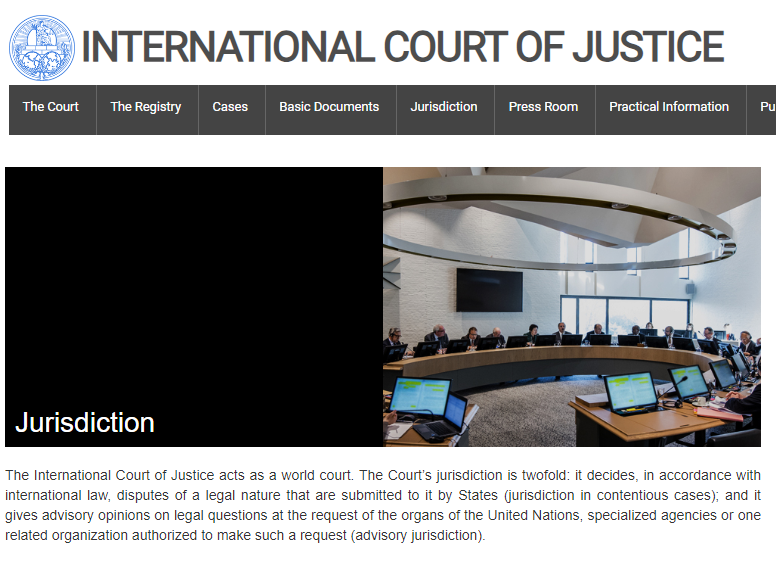 INTERNATIONAL COURT OF JUSTICE
The Court
The Registry
Cases
Basic Documents
Jurisdiction
Press Room
Practical Information
Pu
Jurisdiction
The International Court of Justice acts as a world court. The Court’s jurisdiction is twofold: it decides, in accordance with
international law, disputes of a legal nature that are submitted to it by States (jurisdiction in contentious cases); and it
gives advisory opinions on legal questions at the request of the organs of the United Nations, specialized agencies or one
related organization authorized to make such a request (advisory jurisdiction).